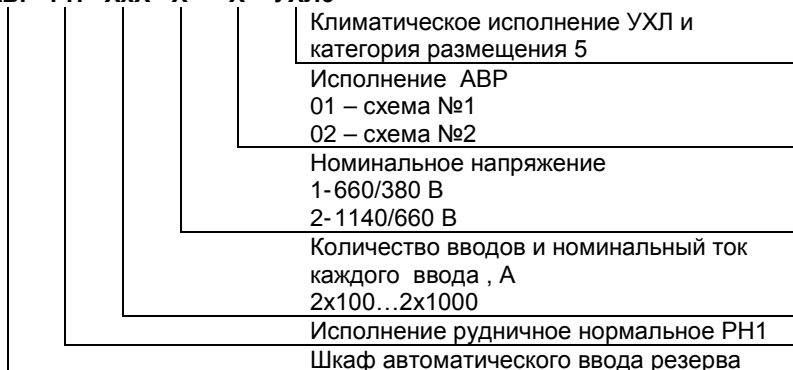 Климатическое исполнение УХЛ и
категория размещения 5
Исполнение АВР
01 – схема №1
02 – схема №2
Номинальное напряжение
1-660/380 В
2-1140/660 В
Количество вводов и номинальный ток
каждого ввода , А
2х100...2х1000
Исполнение рудничное нормальное РН1
Шкаф автоматического ввода резерва